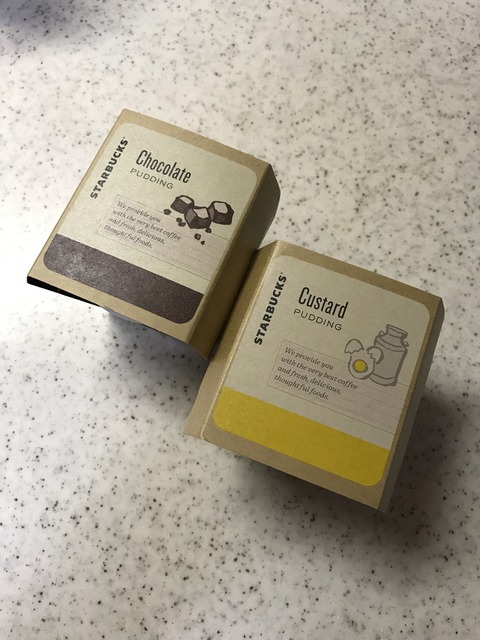 STARBUCKS
Chocolate
PUDDING
We provide you
with the very best coffee
and fresh, delicious,
thoughtful foods.
STARBUCKS
Custard
PUDDING
We provide you
with the very best coffee
and fresh, delicious,
thoughtful foods.